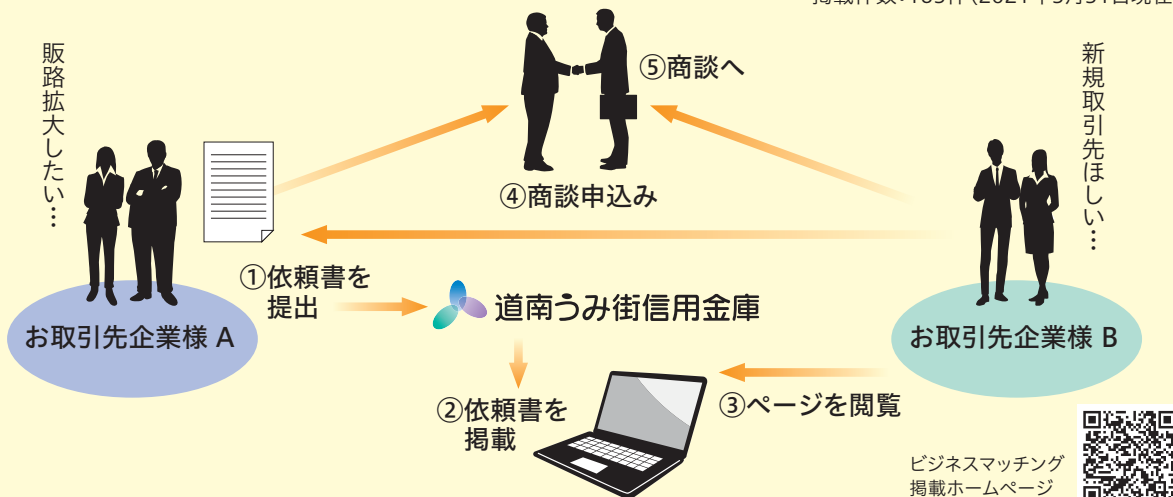 販路拡大したい…
⑤商談へ
新規取引先ほしい…
④商談申込み
①依頼書を
提出
道南うみ街信用金庫
お取引先企業様 A
お取引先企業様 B
②依頼書を
掲載
③ページを閲覧
ビジネスマッチング
掲載ホームページ